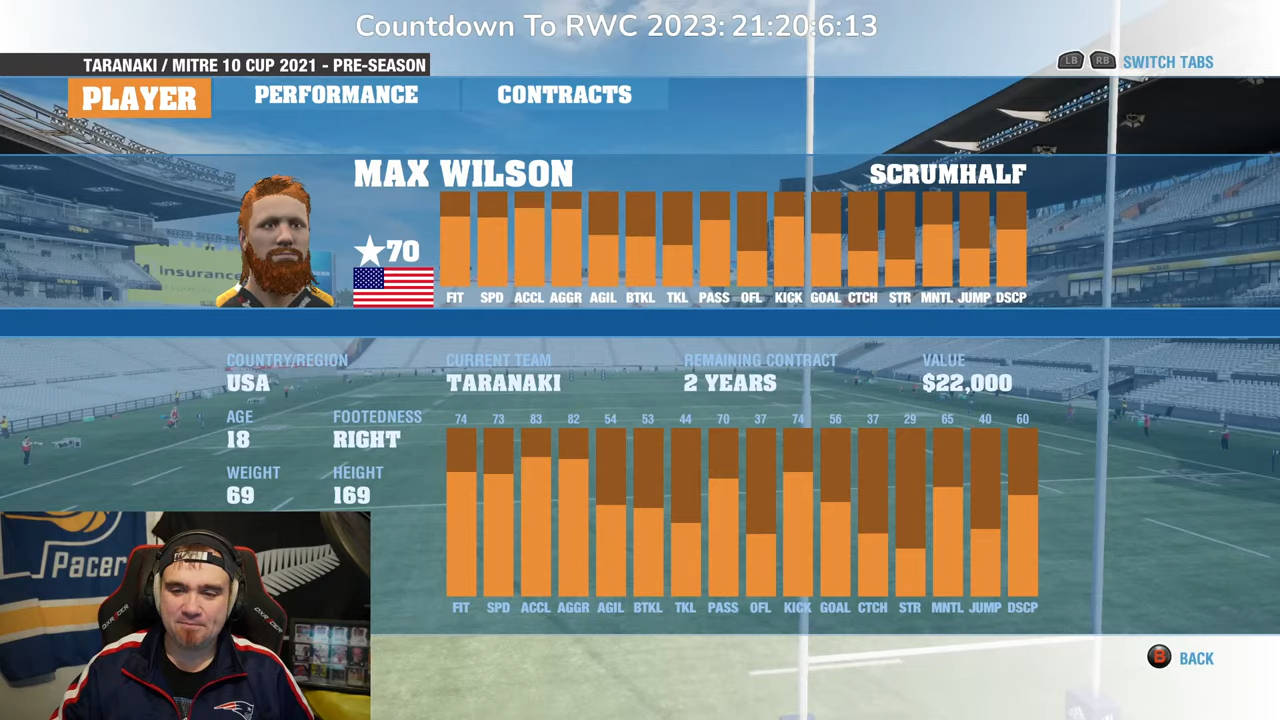 Countdown To RWC 2023: 21:20:6:13
TARANAKI / MITRE 10 CUP 2021 - PRE-SEASON
LB RB SWITCH TABS
PLAYER PERFORMANCE CONTRACTS
MAX WILSON SCRUMHALF
70
Insurance
FIT SPD ACCL AGGR AGIL BTKL TKL PASS OFL KICK GOAL CTCH STR MNTL JUMP DSCP
COUNTRY/REGION CURRENT TEAM REMAINING CONTRACT VALUE
USA TARANAKI 2 YEARS $22,000
AGE FOOTEDNESS 74 73 83 82 54 53 44 70 37 74 56 37 29 65 40 60
18 RIGHT
WEIGHT HEIGHT
69 169
Pacer
DXRACER DXRACER
FIT SPD ACCL AGGR AGIL BTKL TKL PASS OFL KICK GOAL CTCH STR MNTL JUMP DSCP
B BACK